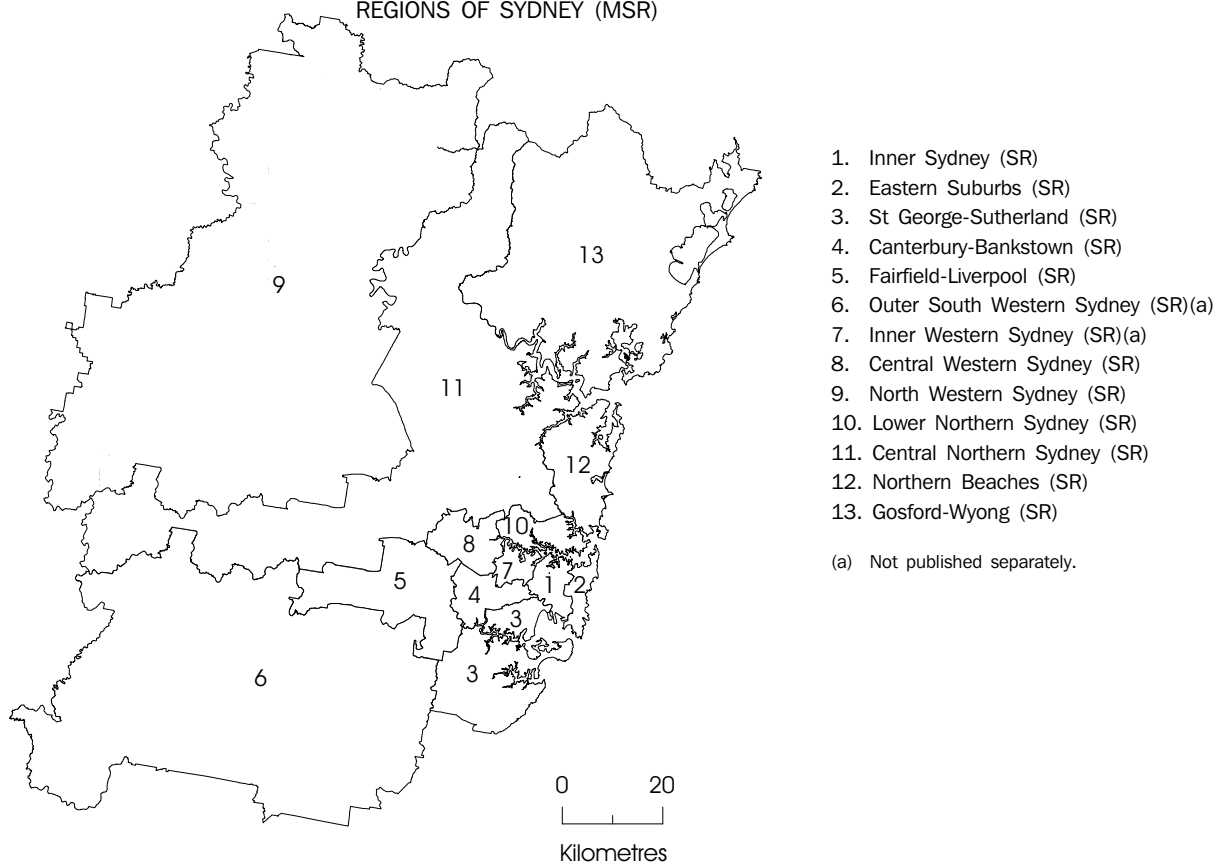 REGIONS OF SYDNEY (MSR)
9
13
11
12
10
8
7
5
4
1
2
3
6
3
0 20
Kilometres
1. Inner Sydney (SR)
2. Eastern Suburbs (SR)
3. St George-Sutherland (SR)
4. Canterbury-Bankstown (SR)
5. Fairfield-Liverpool (SR)
6. Outer South Western Sydney (SR)(a)
7. Inner Western Sydney (SR)(a)
8. Central Western Sydney (SR)
9. North Western Sydney (SR)
10. Lower Northern Sydney (SR)
11. Central Northern Sydney (SR)
12. Northern Beaches (SR)
13. Gosford-Wyong (SR)
(a) Not published separately.